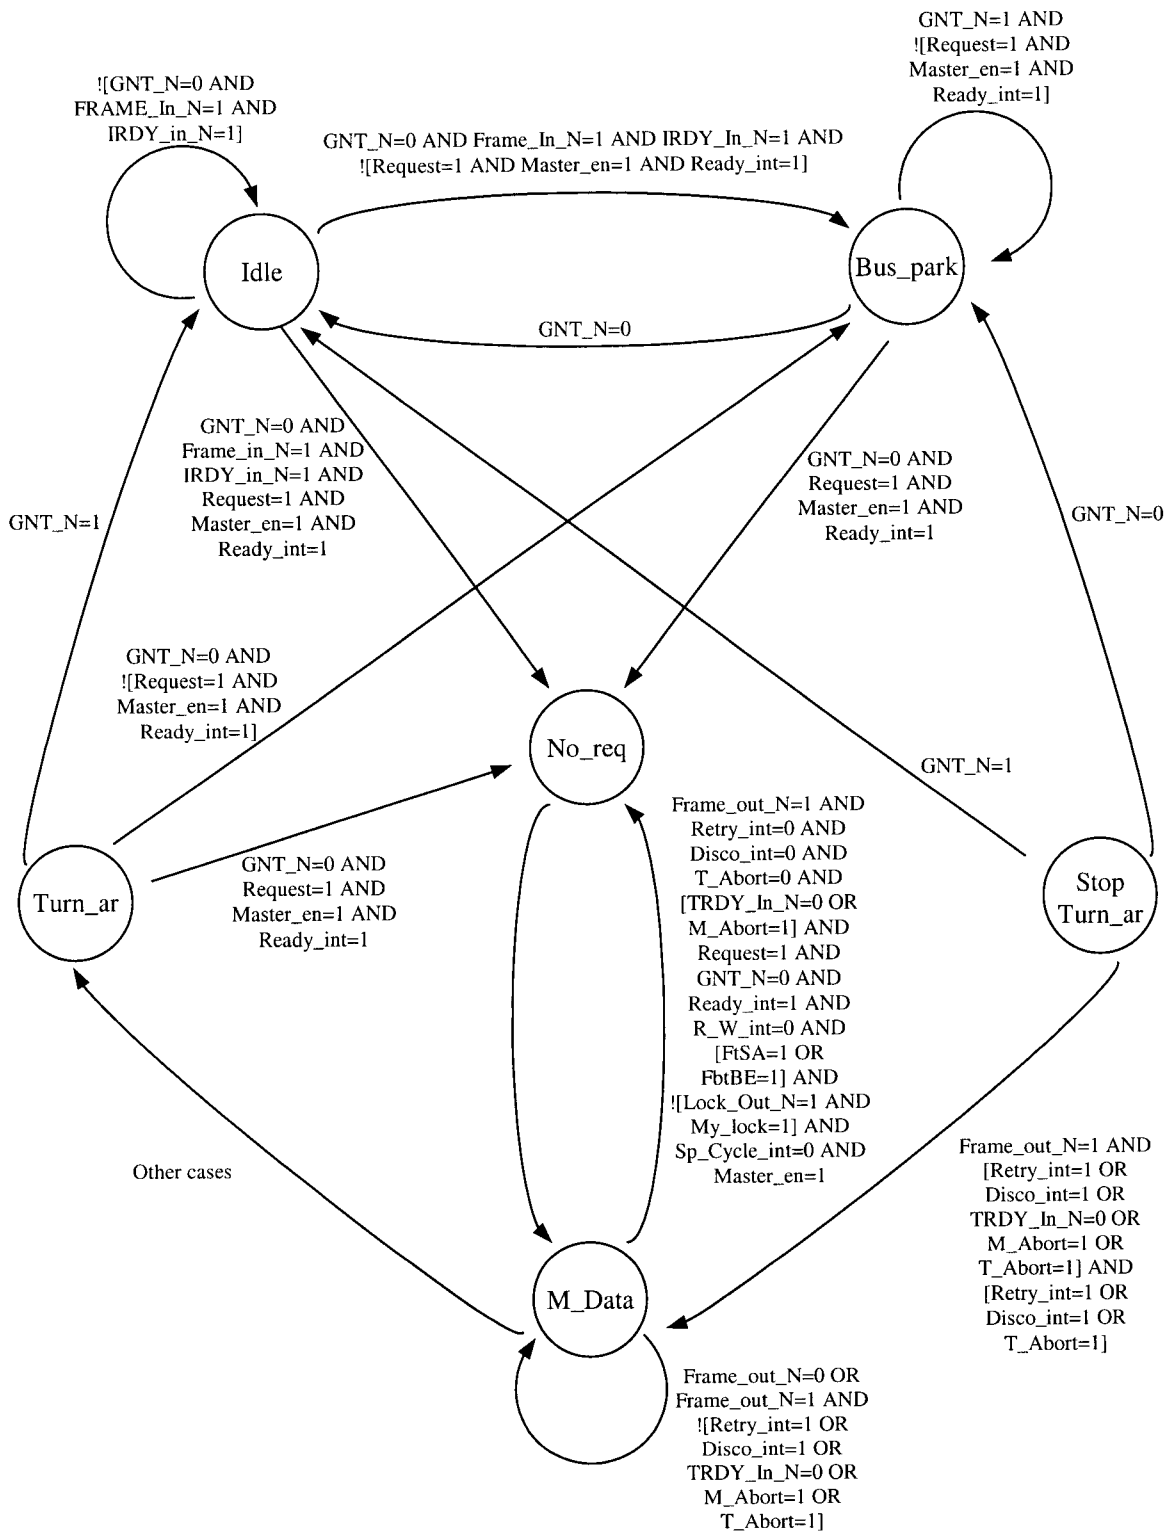 GNT_N=1 AND
![Request=1 AND
Master_en=1 AND
Ready_int=1]
![GNT_N=0 AND
FRAME_In_N=1 AND
IRDY_in_N=1]
GNT_N=0 AND Frame_In_N=1 AND IRDY_In_N=1 AND
![Request=1 AND Master_en=1 AND Ready_int=1]
Idle
Bus_park
GNT_N=0
GNT_N=0 AND
Frame_in_N=1 AND
IRDY_in_N=1 AND
Request=1 AND
Master_en=1 AND
Ready_int=1
GNT_N=0 AND
Request=1 AND
Master_en=1 AND
Ready_int=1
GNT_N=1
GNT_N=0
GNT_N=0 AND
![Request=1 AND
Master_en=1 AND
Ready_int=1]
No_req
GNT_N=1
Frame_out_N=1 AND
Retry_int=0 AND
Disco_int=0 AND
T_Abort=0 AND
[TRDY_In_N=0 OR
M_Abort=1] AND
Request=1 AND
GNT_N=0 AND
Ready_int=1 AND
R_W_int=0 AND
[FtSA=1 OR
FbtBE=1] AND
![Lock_Out_N=1 AND
My_lock=1] AND
Sp_Cycle_int=0 AND
Master_en=1
GNT_N=0 AND
Request=1 AND
Master_en=1 AND
Ready_int=1
Turn_ar
Stop
Turn_ar
Other cases
Frame_out_N=1 AND
[Retry_int=1 OR
Disco_int=1 OR
TRDY_In_N=0 OR
M_Abort=1 OR
T_Abort=1] AND
[Retry_int=1 OR
Disco_int=1 OR
T_Abort=1]
M_Data
Frame_out_N=0 OR
Frame_out_N=1 AND
![Retry_int=1 OR
Disco_int=1 OR
TRDY_In_N=0 OR
M_Abort=1 OR
T_Abort=1]